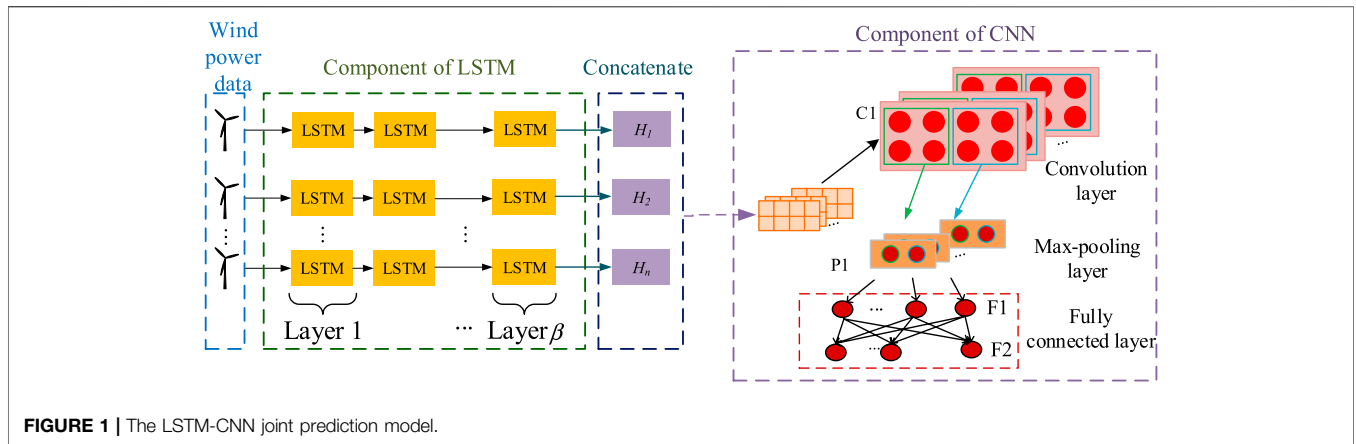 Wind
power
data
Component of LSTM
Concatenate
Component of CNN
LSTM LSTM LSTM H1
LSTM LSTM LSTM H2
LSTM LSTM LSTM Hn
Layer 1 ... Layer β
C1
...
Convolution
layer
...
P1
...
Max-pooling
layer
... F1
... F2
Fully
connected layer
FIGURE 1 | The LSTM-CNN joint prediction model.